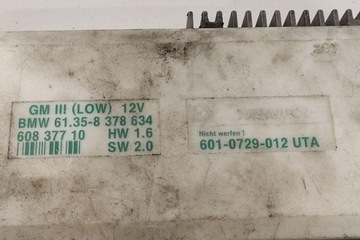 GM III (LOW) 12V
BMW 61.35-8 378 634
608 377 10 HW 1.6
SW 2.0
Nicht werfen !
601-0729-012 UTA